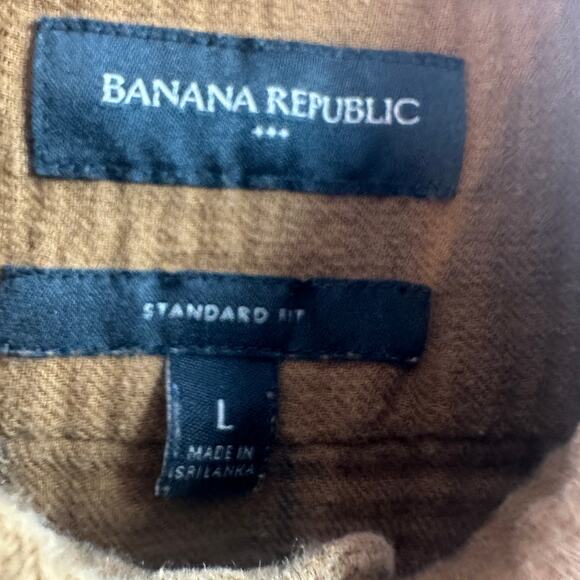 BANANA REPUBLIC
STANDARD FIT
L
MADE IN
SRI LANKA